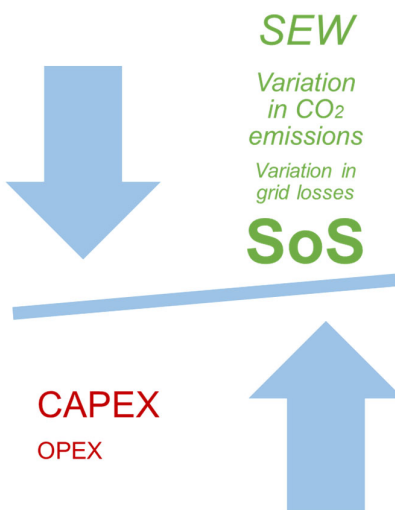 SEW
Variation
in CO2
emissions
Variation in
grid losses
SoS
CAPEX
OPEX